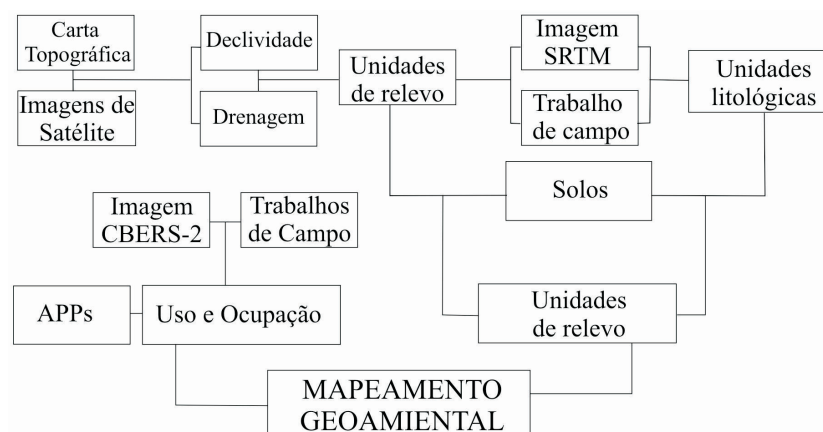 Carta
Topográfica
Imagens de
Satélite
Declividade
Drenagem
Unidades
de relevo
Imagem
SRTM
Trabalho
de campo
Unidades
litológicas
Solos
Imagem
CBERS-2
Trabalhos
de Campo
APPs
Uso e Ocupação
Unidades
de relevo
MAPEAMENTO
GEOAMIENTAL